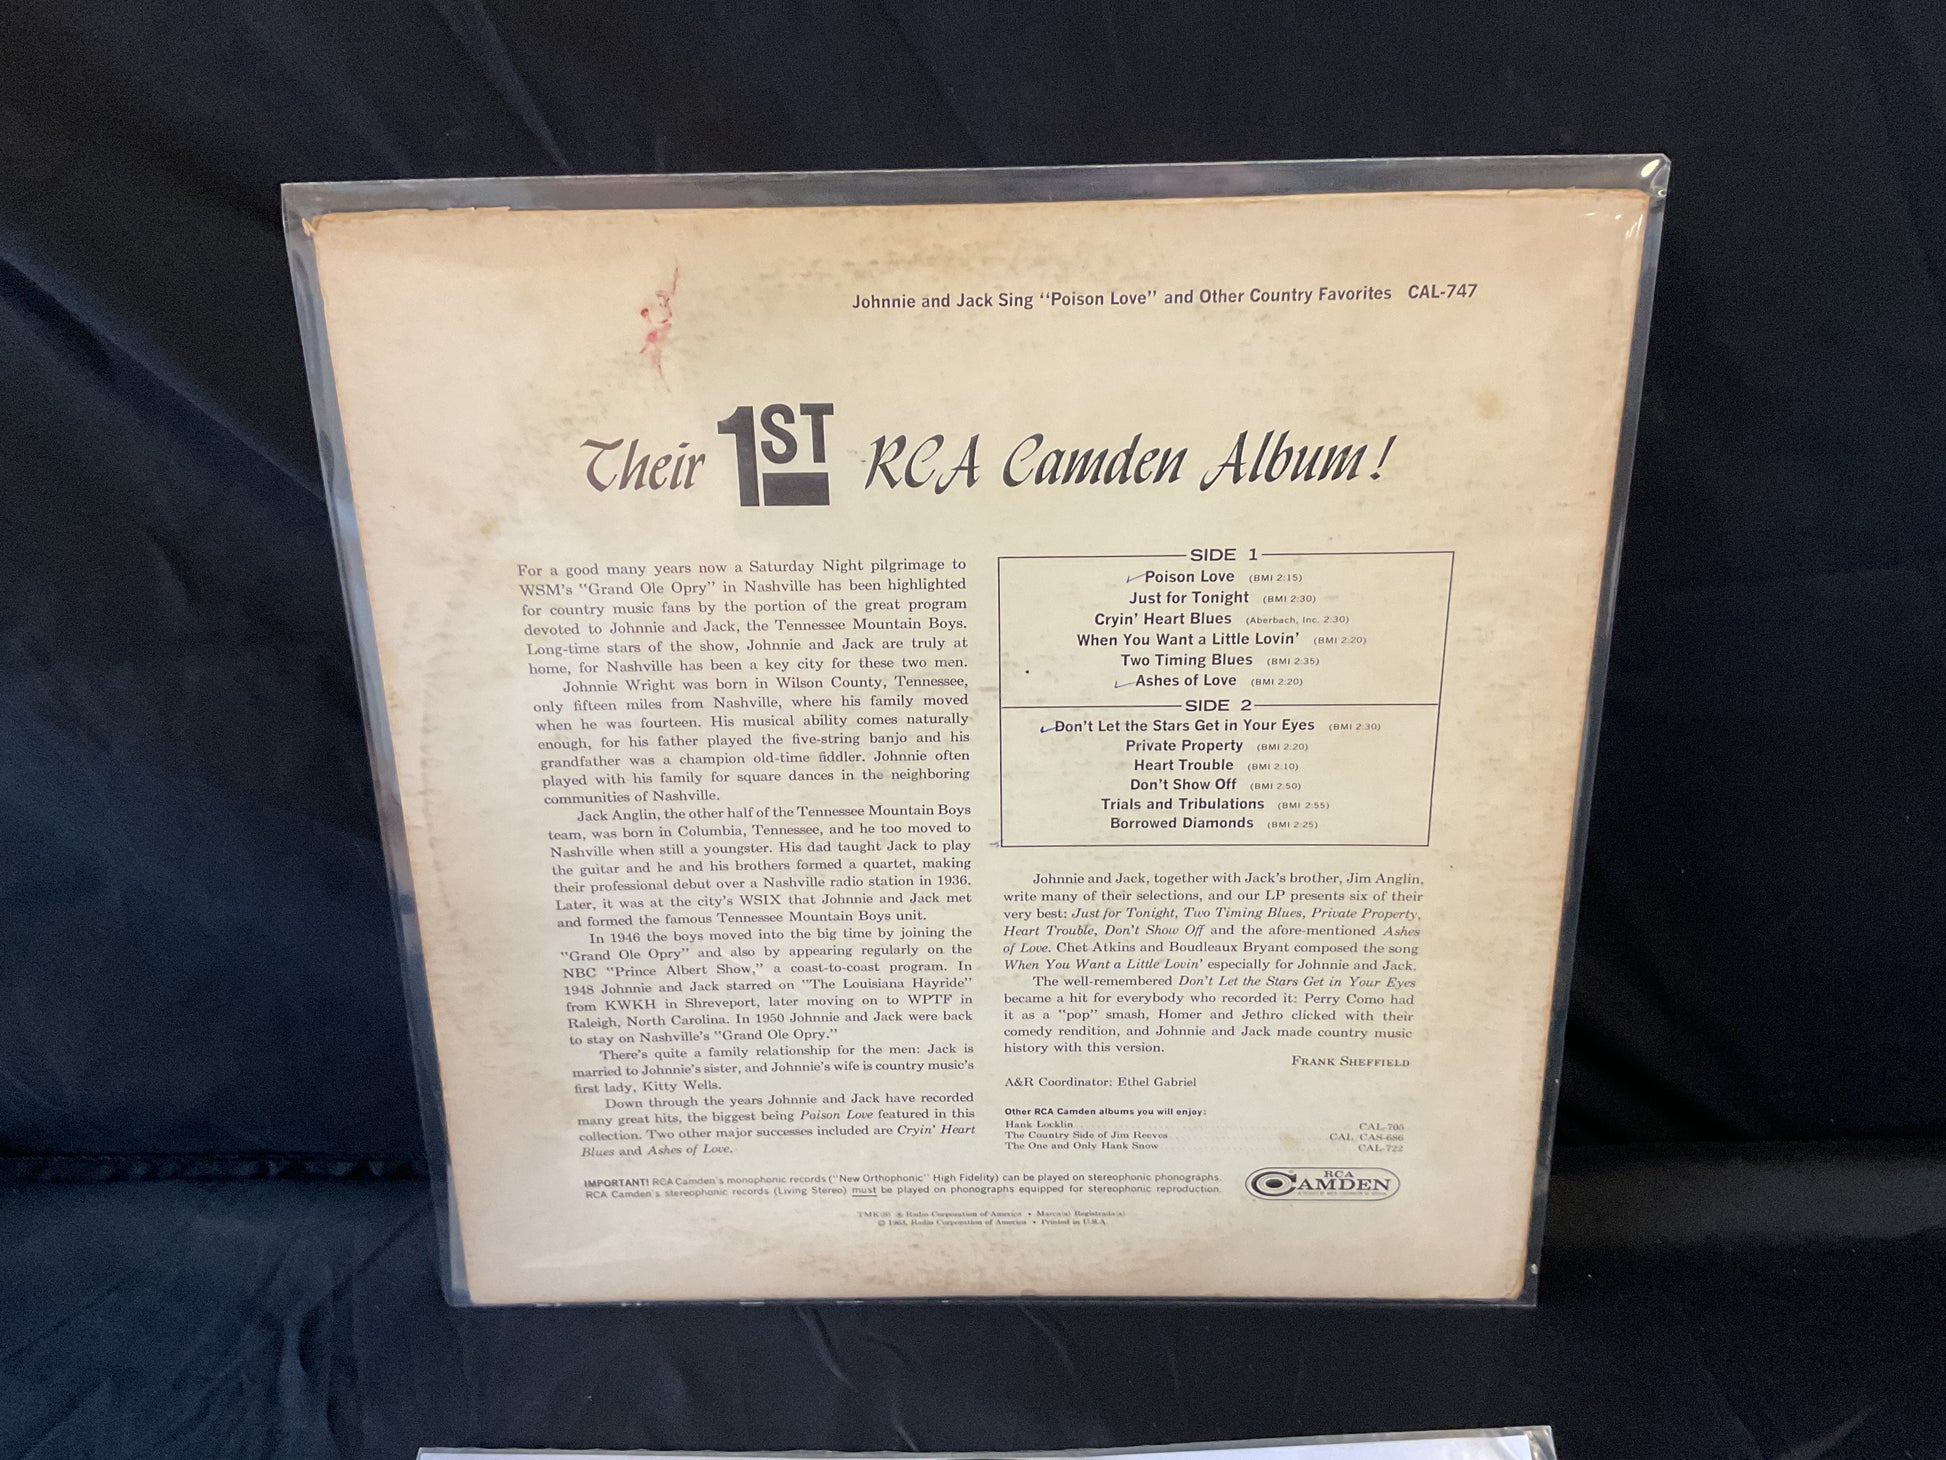 Johnnie and Jack Sing "Poison Love" and Other Country Favorites CAL-747
Their 1ST RCA Camden Album!
For a good many years now a Saturday Night pilgrimage to
WSM's "Grand Ole Opry" in Nashville has been highlighted
for country music fans by the portion of the great program
devoted to Johnnie and Jack, the Tennessee Mountain Boys.
Long-time stars of the show, Johnnie and Jack are truly at
home, for Nashville has been a key city for these two men.
Johnnie Wright was born in Wilson County, Tennessee,
only fifteen miles from Nashville, where his family moved
when he was fourteen. His musical ability comes naturally
enough, for his father played the five-string banjo and his
grandfather was a champion old-time fiddler. Johnnie often
played with his family for square dances in the neighboring
communities of Nashville.
Jack Anglin, the other half of the Tennessee Mountain Boys
team, was born in Columbia, Tennessee, and he too moved to
Nashville when still a youngster. His dad taught Jack to play
the guitar and he and his brothers formed a quartet, making
their professional debut over a Nashville radio station in 1936.
Later, it was at the city's WSIX that Johnnie and Jack met
and formed the famous Tennessee Mountain Boys unit.
In 1946 the boys moved into the big time by joining the
"Grand Ole Opry" and also by appearing regularly on the
NBC "Prince Albert Show," a coast-to-coast program. In
1948 Johnnie and Jack starred on "The Louisiana Hayride"
from KWKH in Shreveport, later moving on to WPTF in
Raleigh, North Carolina. In 1950 Johnnie and Jack were back
to stay on Nashville's "Grand Ole Opry."
There's quite a family relationship for the men: Jack is
married to Johnnie's sister, and Johnnie's wife is country music's
first lady, Kitty Wells.
Down through the years Johnnie and Jack have recorded
many great hits, the biggest being Poison Love featured in this
collection. Two other major successes included are Cryin' Heart
Blues and Ashes of Love.
SIDE 1
Poison Love (BMI 2:15)
Just for Tonight (BMI 2:30)
Cryin' Heart Blues (Aberbach, Inc. 2:30)
When You Want a Little Lovin' (BMI 2:20)
Two Timing Blues (BMI 2:35)
Ashes of Love (BMI 2:20)
SIDE 2
Don't Let the Stars Get in Your Eyes (BMI 2:30)
Private Property (BMI 2:20)
Heart Trouble (BMI 2:10)
Don't Show Off (BMI 2:50)
Trials and Tribulations (BMI 2:55)
Borrowed Diamonds (BMI 2:25)
Johnnie and Jack, together with Jack's brother, Jim Anglin,
write many of their selections, and our LP presents six of their
very best: Just for Tonight, Two Timing Blues, Private Property,
Heart Trouble, Don't Show Off and the afore-mentioned Ashes
of Love. Chet Atkins and Boudleaux Bryant composed the song
When You Want a Little Lovin' especially for Johnnie and Jack.
The well-remembered Don't Let the Stars Get in Your Eyes
became a hit for everybody who recorded it: Perry Como had
it as a "pop" smash, Homer and Jethro clicked with their
comedy rendition, and Johnnie and Jack made country music
history with this version.
FRANK SHEFFIELD
A&R Coordinator: Ethel Gabriel
Other RCA Camden albums you will enjoy:
Hank Locklin CAL-705
The Country Side of Jim Reeves CAL/CAS-686
The One and Only Hank Snow CAL-722
IMPORTANT! RCA Camden's monophonic records ("New Orthophonic" High Fidelity) can be played on stereophonic phonographs.
RCA Camden's stereophonic records (Living Stereo) must be played on phonographs equipped for stereophonic reproduction.
RCA CAMDEN
® Radio Corporation of America • Marca(s) Registrada(s)
© 1963, Radio Corporation of America • Printed in U.S.A.